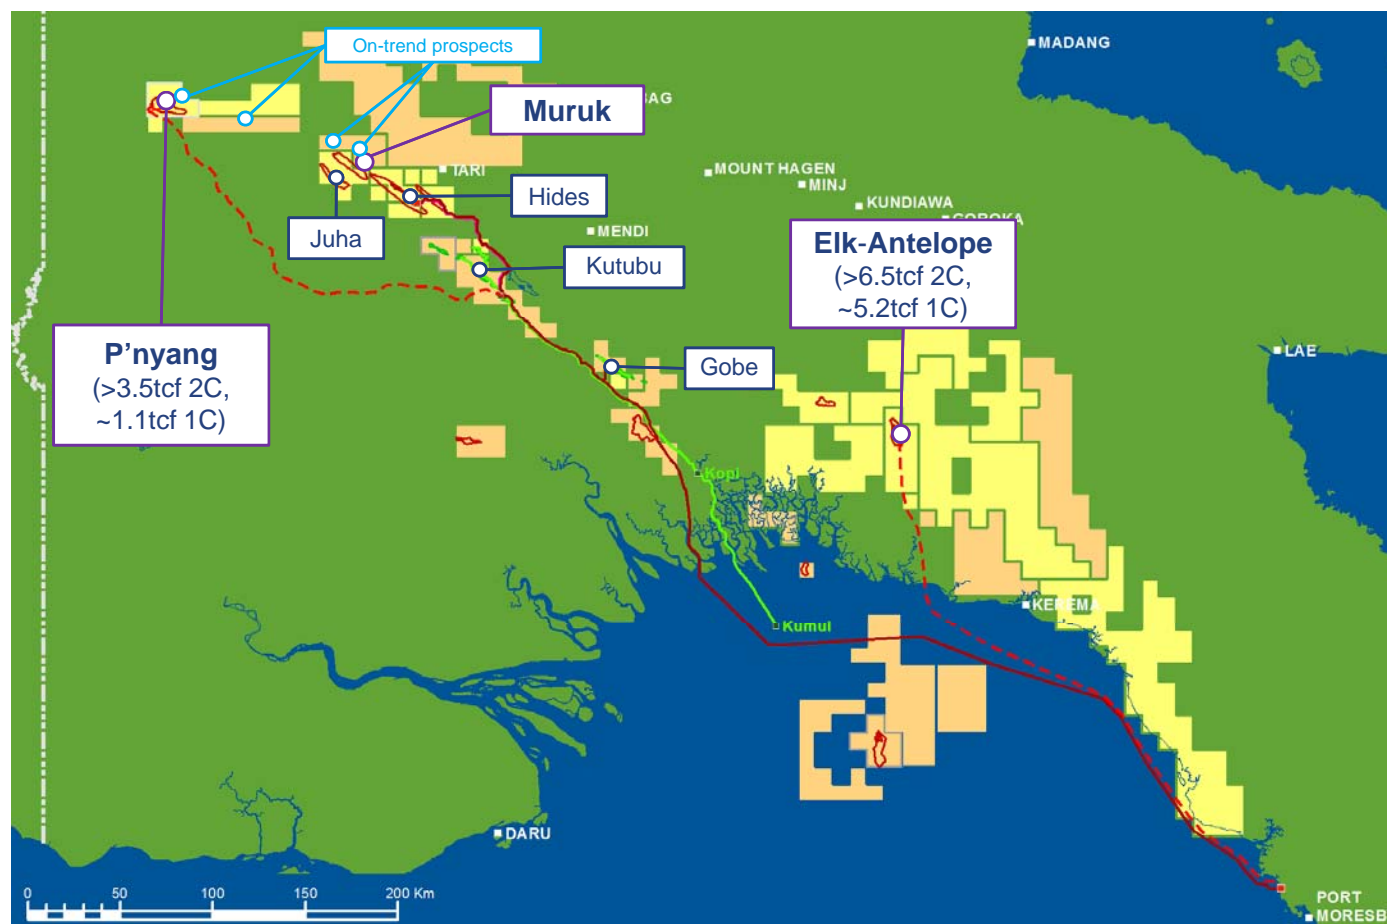 On-trend prospects
MADANG
BAG
Muruk
TARI
MOUNT HAGEN
MINJ
KUNDIAWA
Hides
Juha
MENDI
Kutubu
Elk-Antelope
(>6.5tcf 2C,
~5.2tcf 1C)
P'nyang
(>3.5tcf 2C,
~1.1tcf 1C)
LAE
Gobe
Kopi
KEREMA
Kumul
DARU
0 50 100 150 200 Km
PORT
MORESB